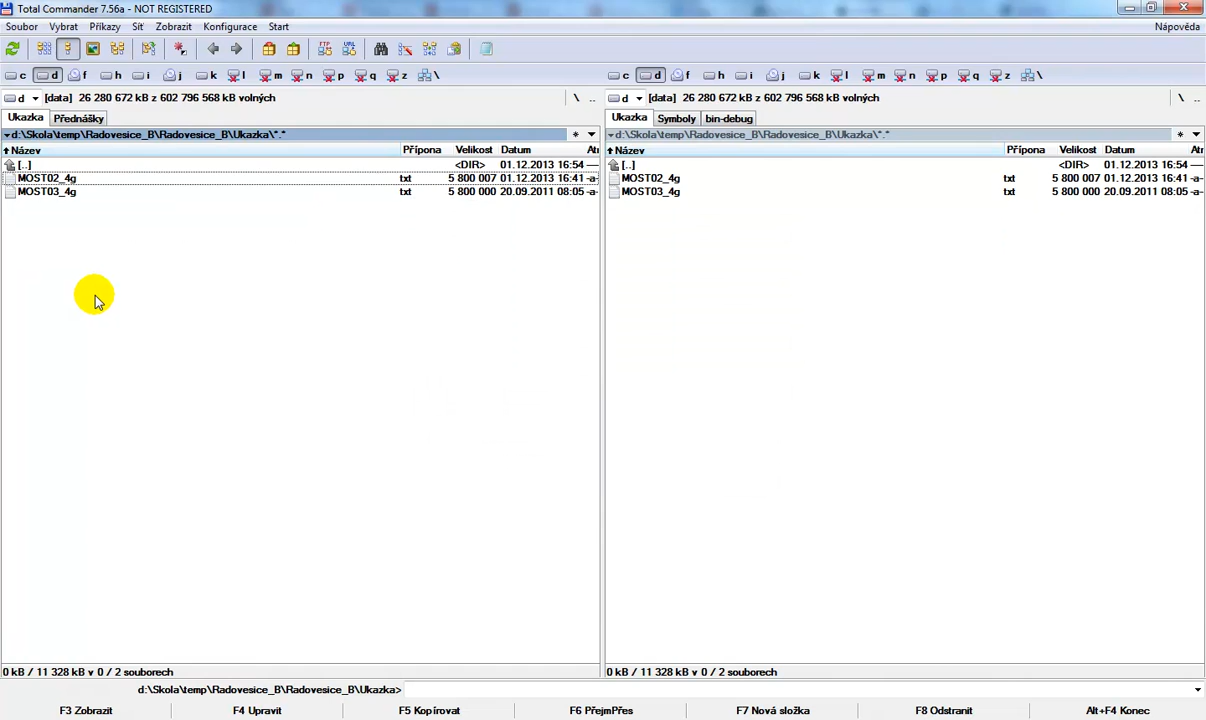 Total Commander 7.56a - NOT REGISTERED
Soubor Vybrat Příkazy Síť Zobrazit Konfigurace Start Nápověda
FTP URL
c d f h i j k l m n p q z \ c d f h i j k l m n p q z \
d [data] 26 280 672 kB z 602 796 568 kB volných \ .. d [data] 26 280 672 kB z 602 796 568 kB volných \ ..
Ukazka Přednášky Ukazka Symboly bin-debug
d:\Skola\temp\Radovesice_B\Radovesice_B\Ukazka\*.* * d:\Skola\temp\Radovesice_B\Radovesice_B\Ukazka\*.* *
Název Přípona Velikost Datum Atr Název Přípona Velikost Datum Atr
[..] <DIR> 01.12.2013 16:54 — [..] <DIR> 01.12.2013 16:54 —
MOST02_4g txt 5 800 007 01.12.2013 16:41 -a- MOST02_4g txt 5 800 007 01.12.2013 16:41 -a-
MOST03_4g txt 5 800 000 20.09.2011 08:05 -a- MOST03_4g txt 5 800 000 20.09.2011 08:05 -a-
0 kB / 11 328 kB v 0 / 2 souborech 0 kB / 11 328 kB v 0 / 2 souborech
d:\Skola\temp\Radovesice_B\Radovesice_B\Ukazka>
F3 Zobrazit F4 Upravit F5 Kopírovat F6 PřejmPřes F7 Nová složka F8 Odstranit Alt+F4 Konec